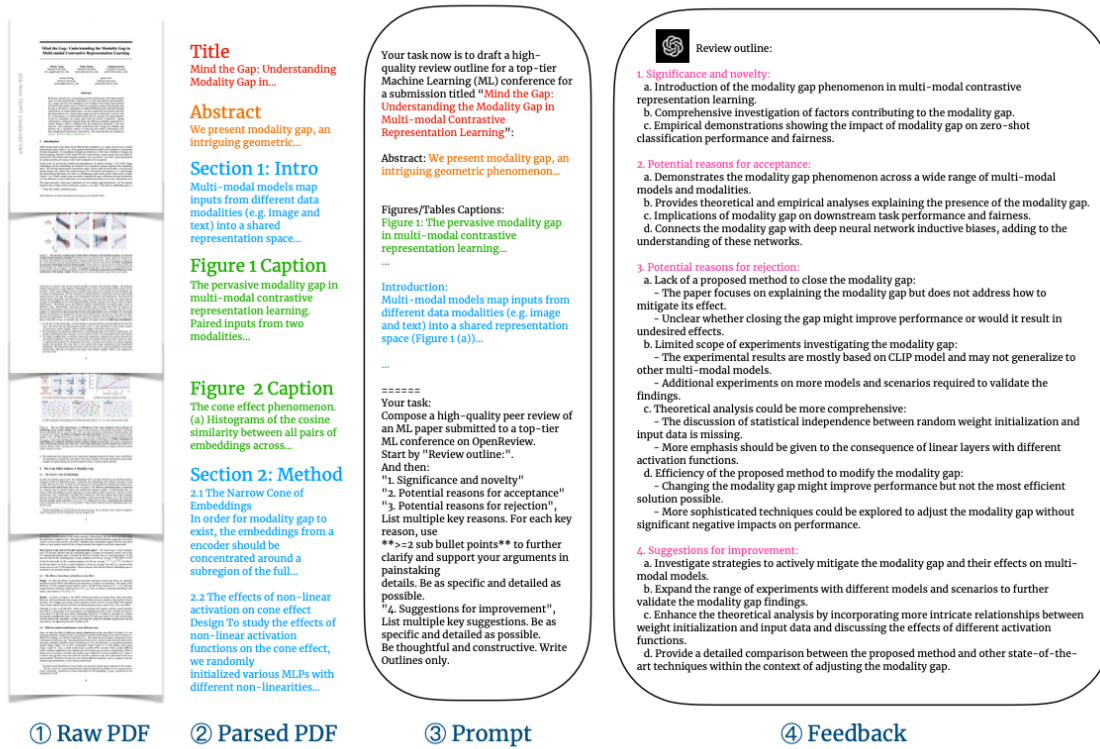 Mind the Gap: Understanding the Modality Gap in
Multi-modal Contrastive Representation Learning
Abstract
Title
Mind the Gap: Understanding
Modality Gap in...
Abstract
We present modality gap, an
intriguing geometric...
Section 1: Intro
Multi-modal models map
inputs from different data
modalities (e.g. image and
text) into a shared
representation space...
Figure 1 Caption
The pervasive modality gap in
multi-modal contrastive
representation learning.
Paired inputs from two
modalities...
Figure 2 Caption
The cone effect phenomenon.
(a) Histograms of the cosine
similarity between all pairs of
embeddings across...
Section 2: Method
2.1 The Narrow Cone of
Embeddings
In order for modality gap to
exist, the embeddings from a
encoder should be
concentrated around a
subregion of the full...
2.2 The effects of non-linear
activation on cone effect
Design To study the effects of
non-linear activation
functions on the cone effect,
we randomly
initialized various MLPs with
different non-linearities...
Your task now is to draft a high-
quality review outline for a top-tier
Machine Learning (ML) conference for
a submission titled “Mind the Gap:
Understanding the Modality Gap in
Multi-modal Contrastive
Representation Learning”:
Abstract: We present modality gap, an
intriguing geometric phenomenon...
Figures/Tables Captions:
Figure 1: The pervasive modality gap
in multi-modal contrastive
representation learning...
...
Introduction:
Multi-modal models map inputs from
different data modalities (e.g. image
and text) into a shared representation
space (Figure 1 (a))...
...
======
Your task:
Compose a high-quality peer review of
an ML paper submitted to a top-tier
ML conference on OpenReview.
Start by "Review outline:".
And then:
"1. Significance and novelty"
"2. Potential reasons for acceptance"
"3. Potential reasons for rejection",
List multiple key reasons. For each key
reason, use
**>=2 sub bullet points** to further
clarify and support your arguments in
painstaking
details. Be as specific and detailed as
possible.
"4. Suggestions for improvement",
List multiple suggestions. Be as
specific and detailed as possible.
Be thoughtful and constructive. Write
Outlines only.
Review outline:
1. Significance and novelty:
a. Introduction of the modality gap phenomenon in multi-modal contrastive
representation learning.
b. Comprehensive investigation of factors contributing to the modality gap.
c. Empirical demonstrations showing the impact of modality gap on zero-shot
classification performance and fairness.
2. Potential reasons for acceptance:
a. Demonstrates the modality gap phenomenon across a wide range of multi-modal
models and modalities.
b. Provides theoretical and empirical analyses explaining the presence of the modality gap.
c. Implications of modality gap on downstream task performance and fairness.
d. Connects the modality gap with deep neural network inductive biases, adding to the
understanding of these networks.
3. Potential reasons for rejection:
a. Lack of a proposed method to close the modality gap:
- The paper focuses on explaining the modality gap but does not address how to
mitigate its effect.
- Unclear whether closing the gap might improve performance or would it result in
undesired effects.
b. Limited scope of experiments investigating the modality gap:
- The experimental results are mostly based on CLIP model and may not generalize to
other multi-modal models.
- Additional experiments on more models and scenarios required to validate the
findings.
c. Theoretical analysis could be more comprehensive:
- The discussion of statistical independence between random weight initialization and
input data is missing.
- More emphasis should be given to the consequence of linear layers with different
activation functions.
d. Efficiency of the proposed method to modify the modality gap:
- Changing the modality gap might improve performance but not the most efficient
solution possible.
- More sophisticated techniques could be explored to adjust the modality gap without
significant negative impacts on performance.
4. Suggestions for improvement:
a. Investigate strategies to actively mitigate the modality gap and their effects on multi-
modal models.
b. Expand the range of experiments with different models and scenarios to further
validate the modality gap findings.
c. Enhance the theoretical analysis by incorporating more intricate relationships between
weight initialization and input data and discussing the effects of different activation
functions.
d. Provide a detailed comparison between the proposed method and other state-of-the-
art techniques within the context of adjusting the modality gap.
① Raw PDF
② Parsed PDF
③ Prompt
④ Feedback